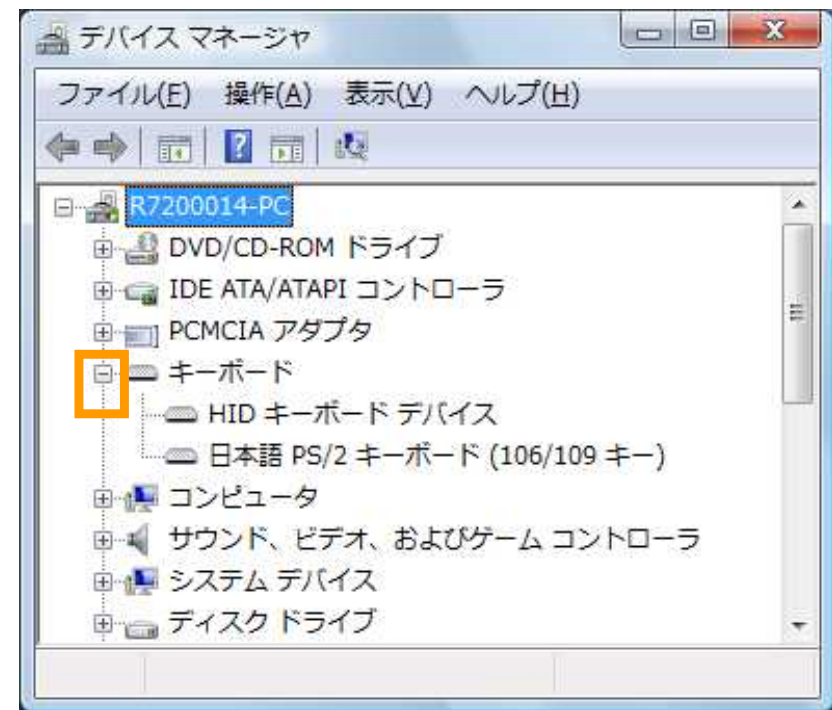 デバイス マネージャ
ファイル(F) 操作(A) 表示(V) ヘルプ(H)
R7200014-PC
DVD/CD-ROM ドライブ
IDE ATA/ATAPI コントローラ
PCMCIA アダプタ
キーボード
HID キーボード デバイス
日本語 PS/2 キーボード (106/109 キー)
コンピュータ
サウンド、ビデオ、およびゲーム コントローラ
システム デバイス
ディスク ドライブ